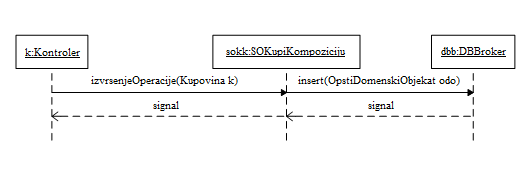 k:Kontroler
sokk:SOKupiKompoziciju
dbb:DBBroker
izvrsenjeOperacije(Kupovina k)
insert(OpstiDomenskiObjekat odo)
signal
signal